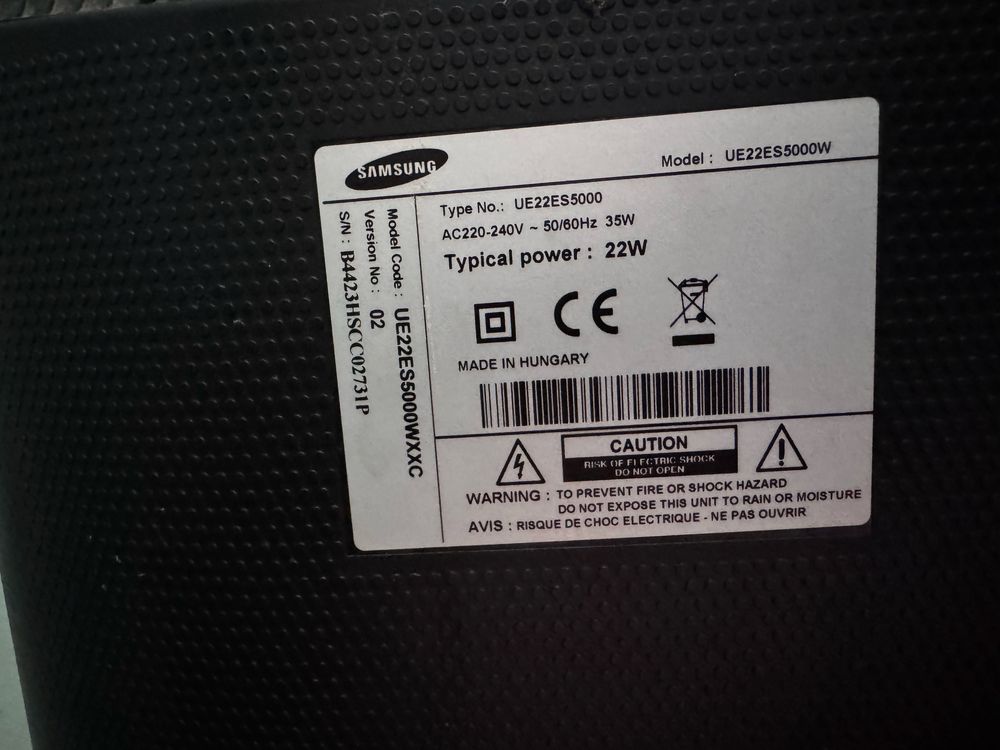 SAMSUNG
Model : UE22ES5000W
Type No.: UE22ES5000
AC220-240V ~ 50/60Hz 35W
Typical power : 22W
CE
MADE IN HUNGARY
Model Code : UE22ES5000WXXC
Version No : 02
S/N : B4423HSCC02731P
CAUTION
RISK OF ELECTRIC SHOCK
DO NOT OPEN
WARNING : TO PREVENT FIRE OR SHOCK HAZARD
DO NOT EXPOSE THIS UNIT TO RAIN OR MOISTURE
AVIS : RISQUE DE CHOC ELECTRIQUE - NE PAS OUVRIR